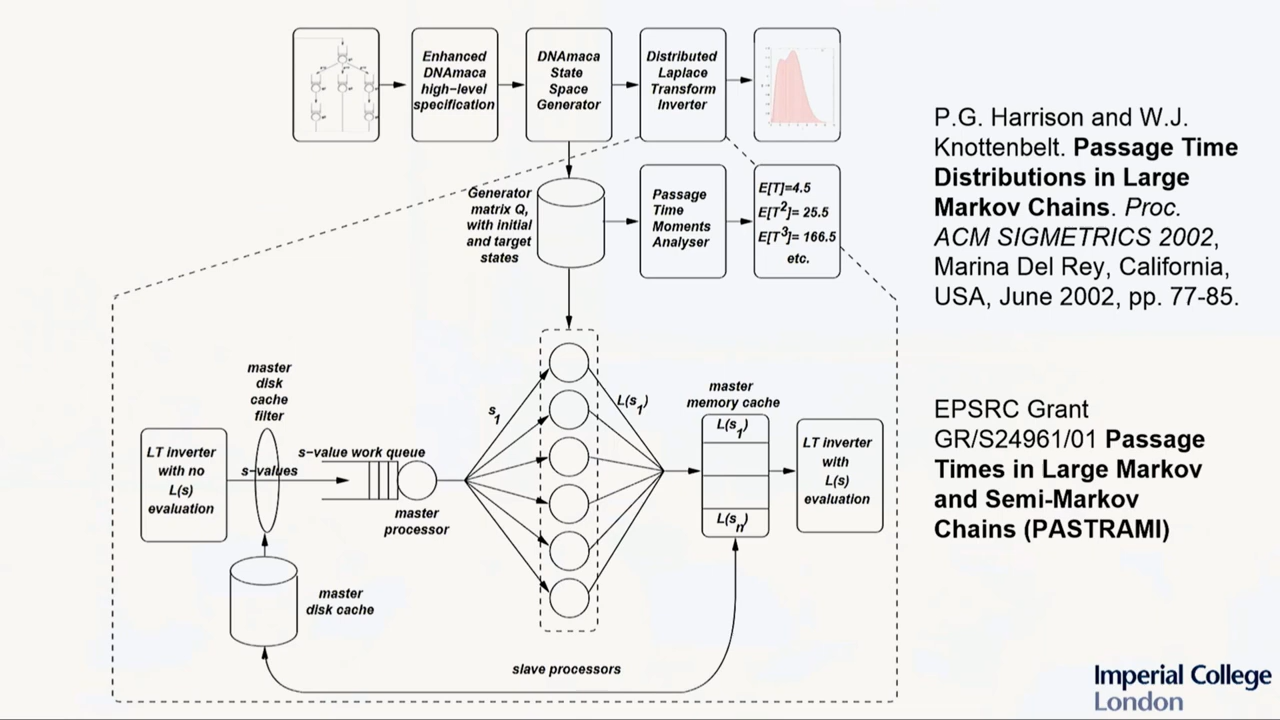 Enhanced
DNAmaca
high-level
specification
DNAmaca
State
Space
Generator
Distributed
Laplace
Transform
Inverter
Generator
matrix Q,
with initial
and target
states
Passage
Time
Moments
Analyser
E[T]=4.5
E[T²]= 25.5
E[T³]= 166.5
etc.
LT inverter
with no
L(s)
evaluation
master
disk
cache
filter
s-values
s-value work queue
master
processor
master
disk cache
s₁
L(s₁)
slave processors
master
memory cache
L(s₁)
L(sₙ)
LT inverter
with
L(s)
evaluation
P.G. Harrison and W.J.
Knottenbelt. Passage Time
Distributions in Large
Markov Chains. Proc.
ACM SIGMETRICS 2002,
Marina Del Rey, California,
USA, June 2002, pp. 77-85.
EPSRC Grant
GR/S24961/01 Passage
Times in Large Markov
and Semi-Markov
Chains (PASTRAMI)
Imperial College
London